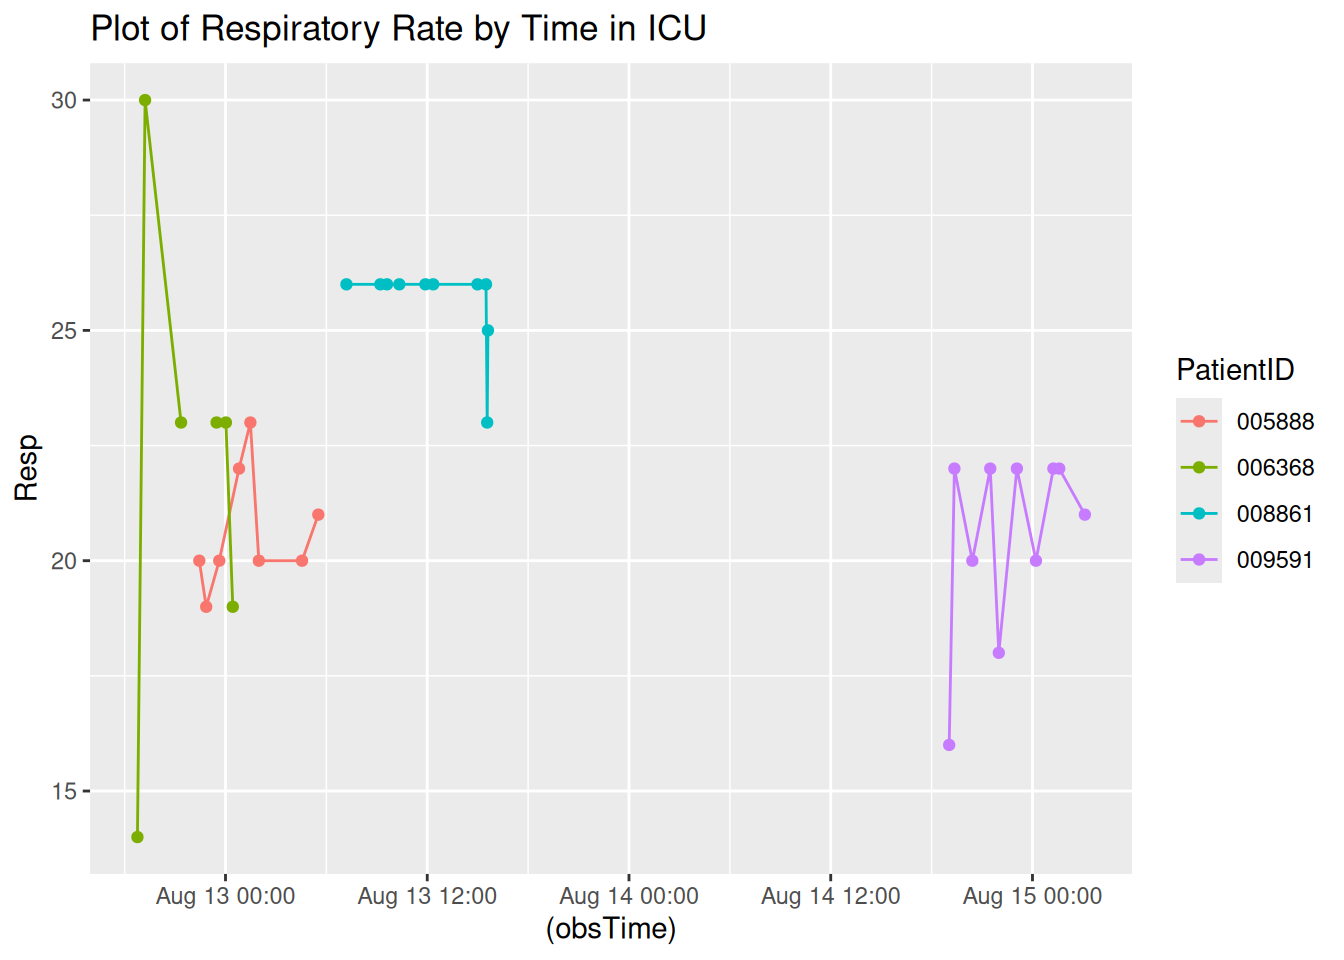 Plot of Respiratory Rate by Time in ICU
30
25
20
15
Resp
Aug 13 00:00
Aug 13 12:00
Aug 14 00:00
Aug 14 12:00
Aug 15 00:00
(obsTime)
PatientID
005888
006368
008861
009591